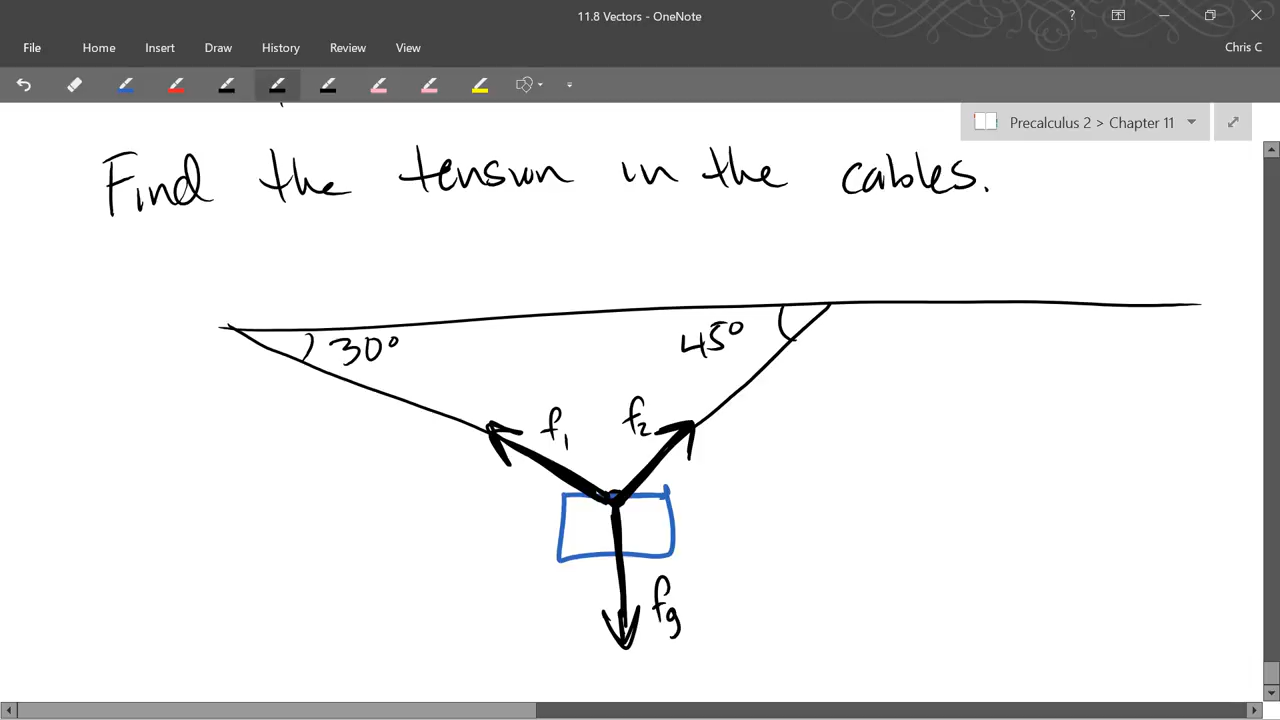 11.8 Vectors - OneNote
?
File Home Insert Draw History Review View
Chris C
Precalculus 2 > Chapter 11
Find the tension in the cables.
30°
45°
f₁
f₂
fg